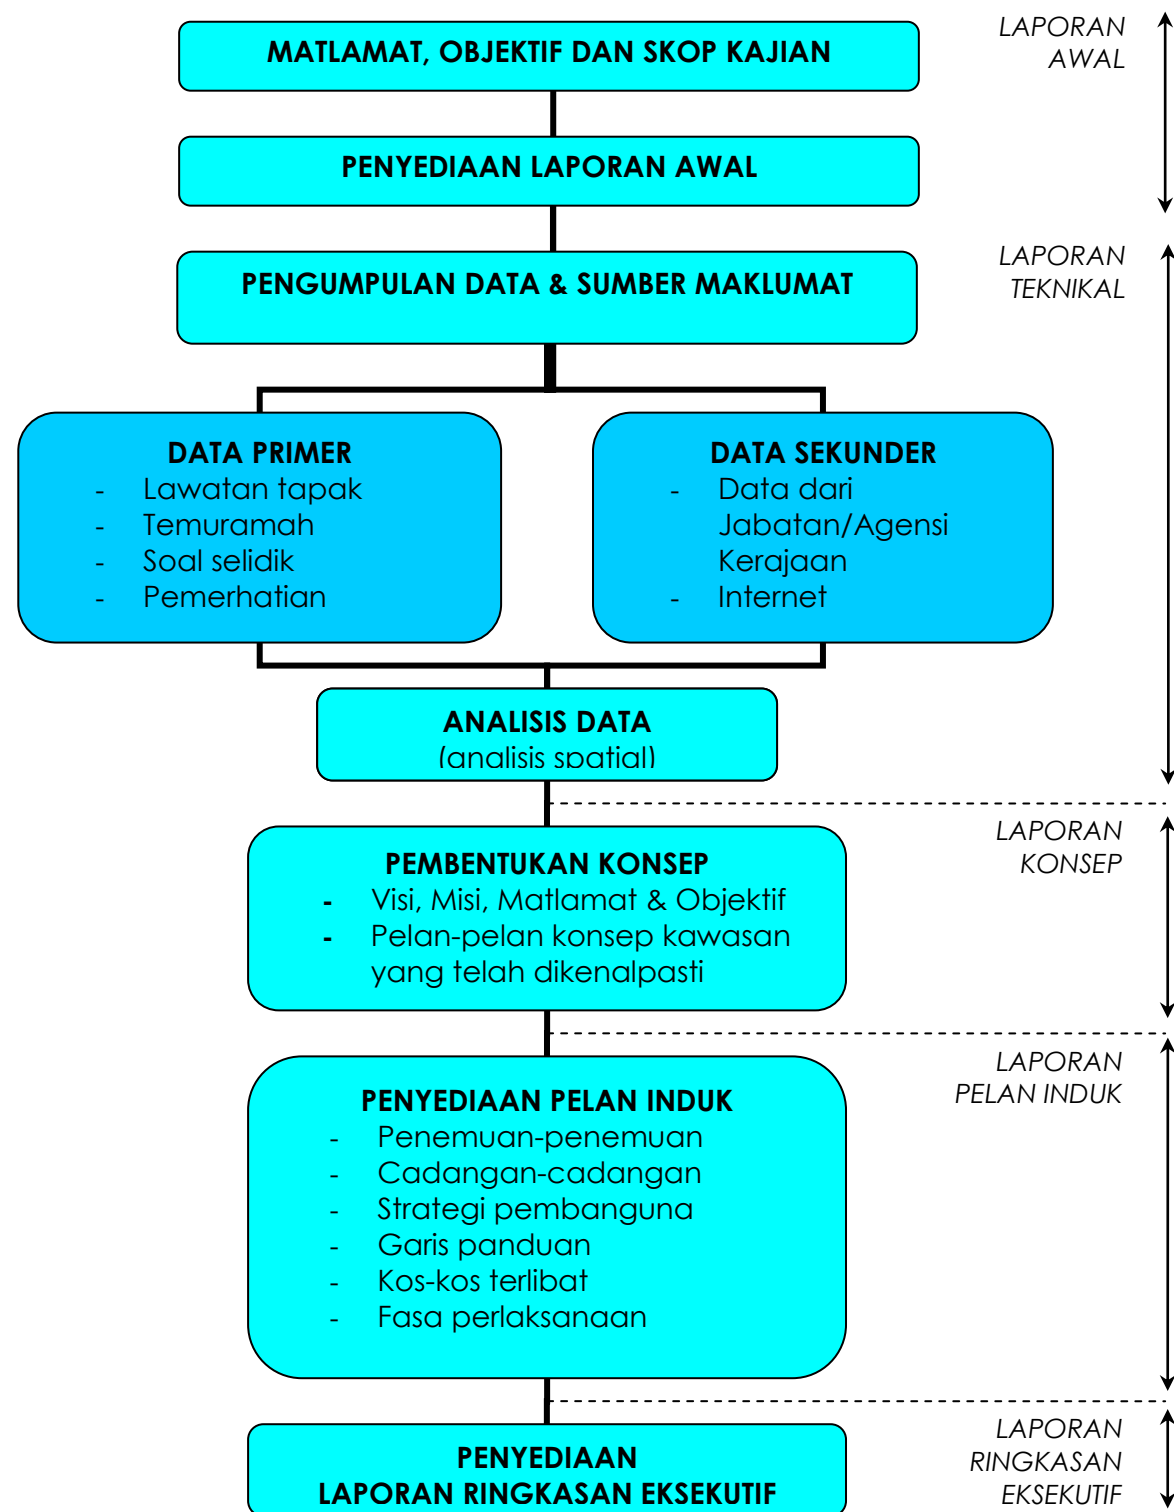 MATLAMAT, OBJEKTIF DAN SKOP KAJIAN
LAPORAN
AWAL
PENYEDIAAN LAPORAN AWAL
PENGUMPULAN DATA & SUMBER MAKLUMAT
LAPORAN
TEKNIKAL
DATA PRIMER
- Lawatan tapak
- Temuramah
- Soal selidik
- Pemerhatian
DATA SEKUNDER
- Data dari
Jabatan/Agensi
Kerajaan
- Internet
ANALISIS DATA
(analisis spatial)
LAPORAN
KONSEP
PEMBENTUKAN KONSEP
- Visi, Misi, Matlamat & Objektif
- Pelan-pelan konsep kawasan
yang telah dikenalpasti
LAPORAN
PELAN INDUK
PENYEDIAAN PELAN INDUK
- Penemuan-penemuan
- Cadangan-cadangan
- Strategi pembanguna
- Garis panduan
- Kos-kos terlibat
- Fasa perlaksanaan
LAPORAN
RINGKASAN
EKSEKUTIF
PENYEDIAAN
LAPORAN RINGKASAN EKSEKUTIF